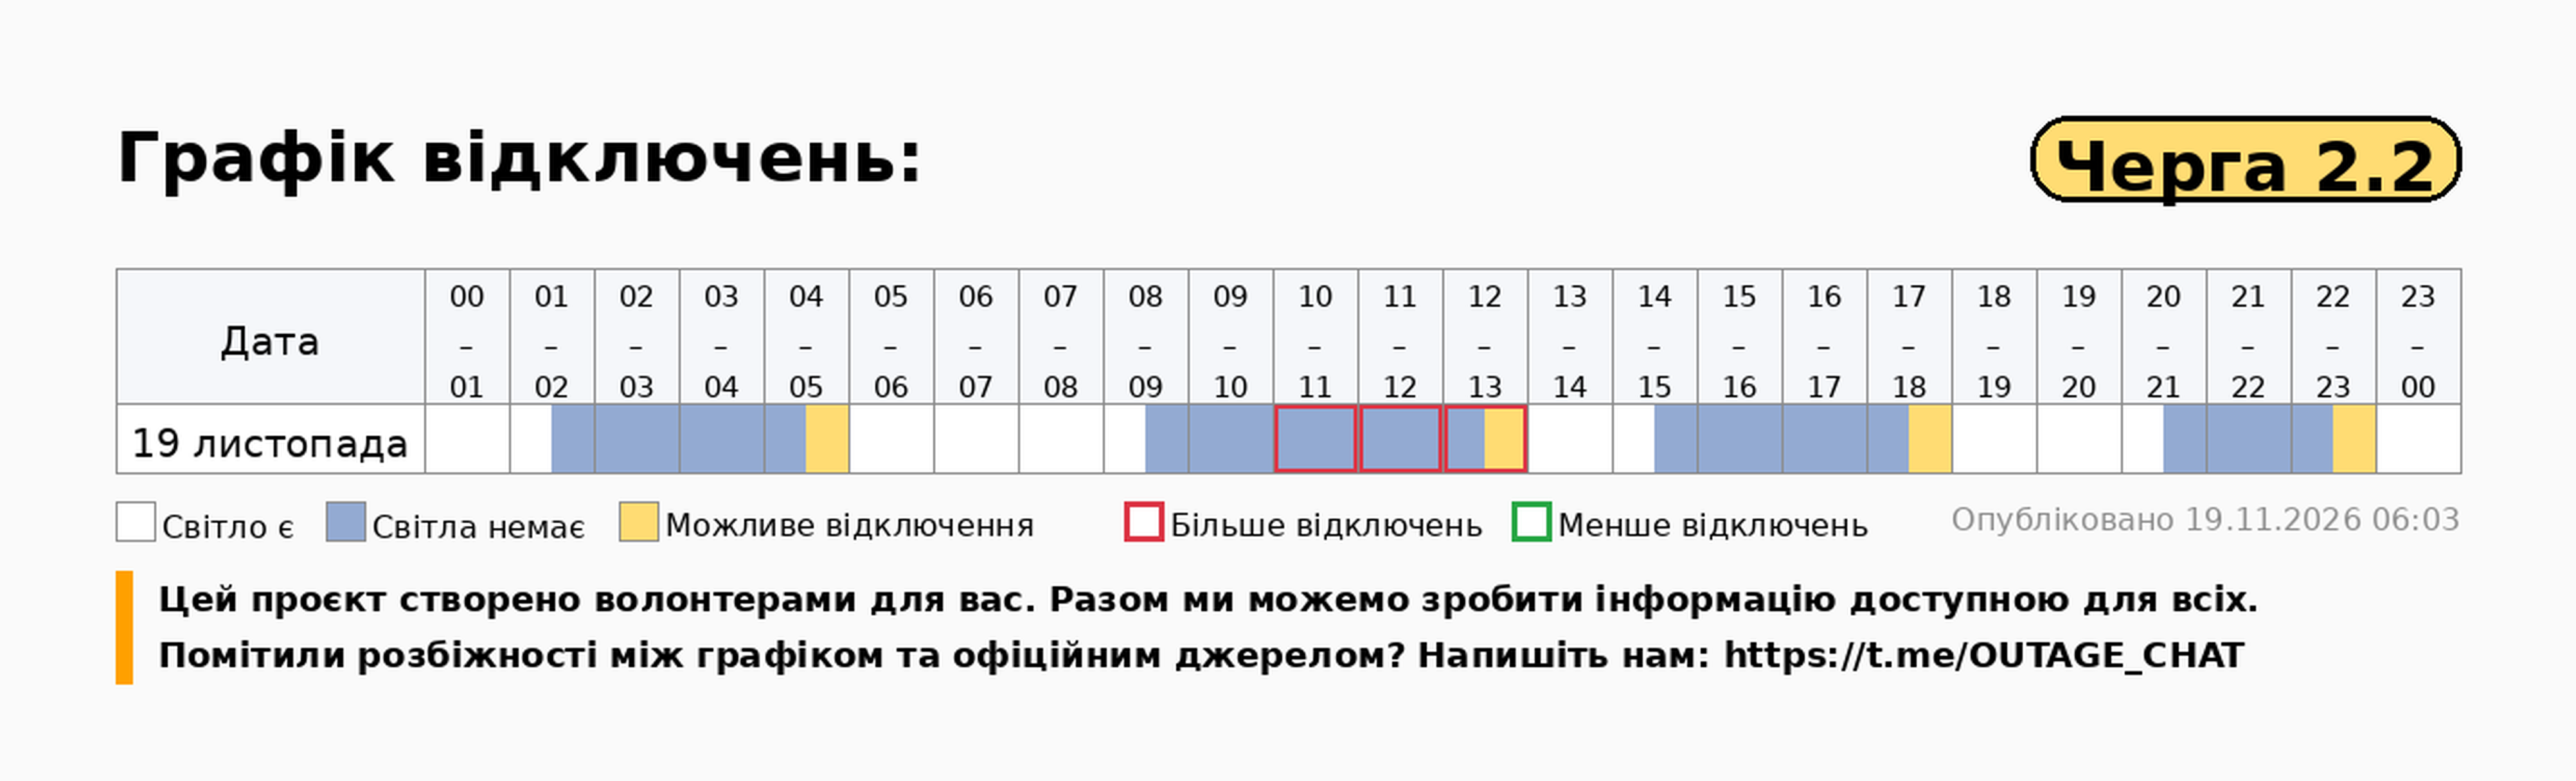 Графік відключень:
Черга 2.2
Дата
00 – 01
01 – 02
02 – 03
03 – 04
04 – 05
05 – 06
06 – 07
07 – 08
08 – 09
09 – 10
10 – 11
11 – 12
12 – 13
13 – 14
14 – 15
15 – 16
16 – 17
17 – 18
18 – 19
19 – 20
20 – 21
21 – 22
22 – 23
23 – 00
19 листопада
Світло є
Світла немає
Можливе відключення
Більше відключень
Менше відключень
Опубліковано 19.11.2026 06:03
Цей проєкт створено волонтерами для вас. Разом ми можемо зробити інформацію доступною для всіх.
Помітили розбіжності між графіком та офіційним джерелом? Напишіть нам: https://t.me/OUTAGE_CHAT